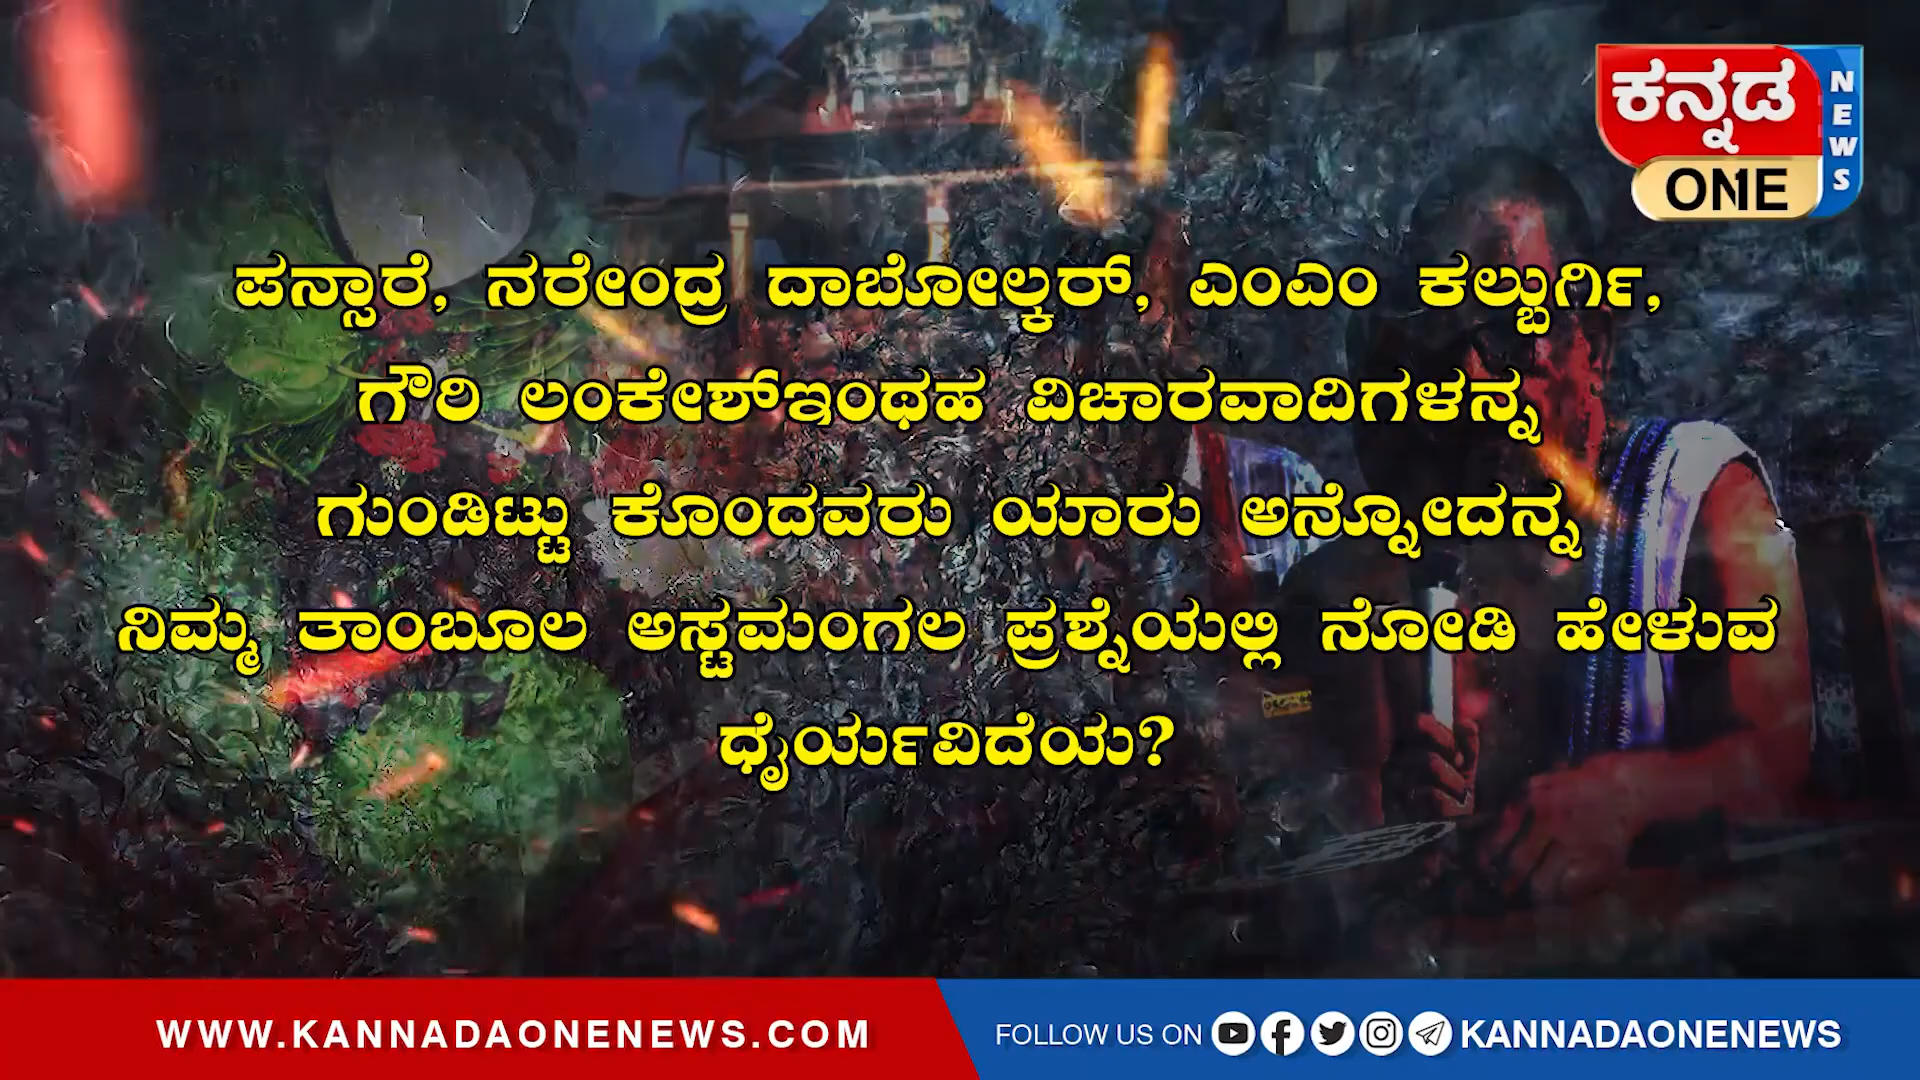 ಕನ್ನಡ
NEWS
ONE
ಪನ್ಸಾರೆ, ನರೇಂದ್ರ ದಾಬೋಲ್ಕರ್, ಎಂಎಂ ಕಲ್ಬುರ್ಗಿ,
ಗೌರಿ ಲಂಕೇಶ್ಇಂಥಹ ವಿಚಾರವಾದಿಗಳನ್ನ
ಗುಂಡಿಟ್ಟು ಕೊಂದವರು ಯಾರು ಅನ್ನೋದನ್ನ
ನಿಮ್ಮ ತಾಂಬೂಲ ಅಸ್ಟಮಂಗಲ ಪ್ರಶ್ನೆಯಲ್ಲಿ ನೋಡಿ ಹೇಳುವ
ಧೈರ್ಯವಿದೆಯ?
WWW.KANNADAONENEWS.COM
FOLLOW US ON KANNADAONENEWS